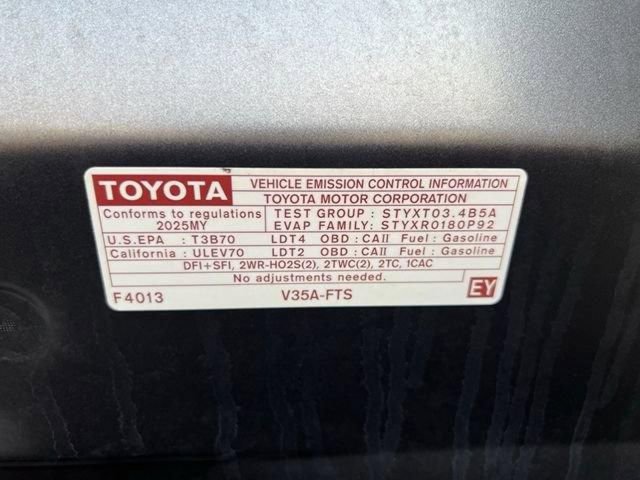 TOYOTA VEHICLE EMISSION CONTROL INFORMATION
TOYOTA MOTOR CORPORATION
Conforms to regulations TEST GROUP : STYXT03.4B5A
2025MY EVAP FAMILY: STYXR0180P92
U.S.EPA : T3B70 LDT4 OBD : CAII Fuel : Gasoline
California : ULEV70 LDT2 OBD : CAII Fuel : Gasoline
DFI+SFI, 2WR-HO2S(2), 2TWC(2), 2TC, 1CAC
No adjustments needed.
F4013 V35A-FTS EY